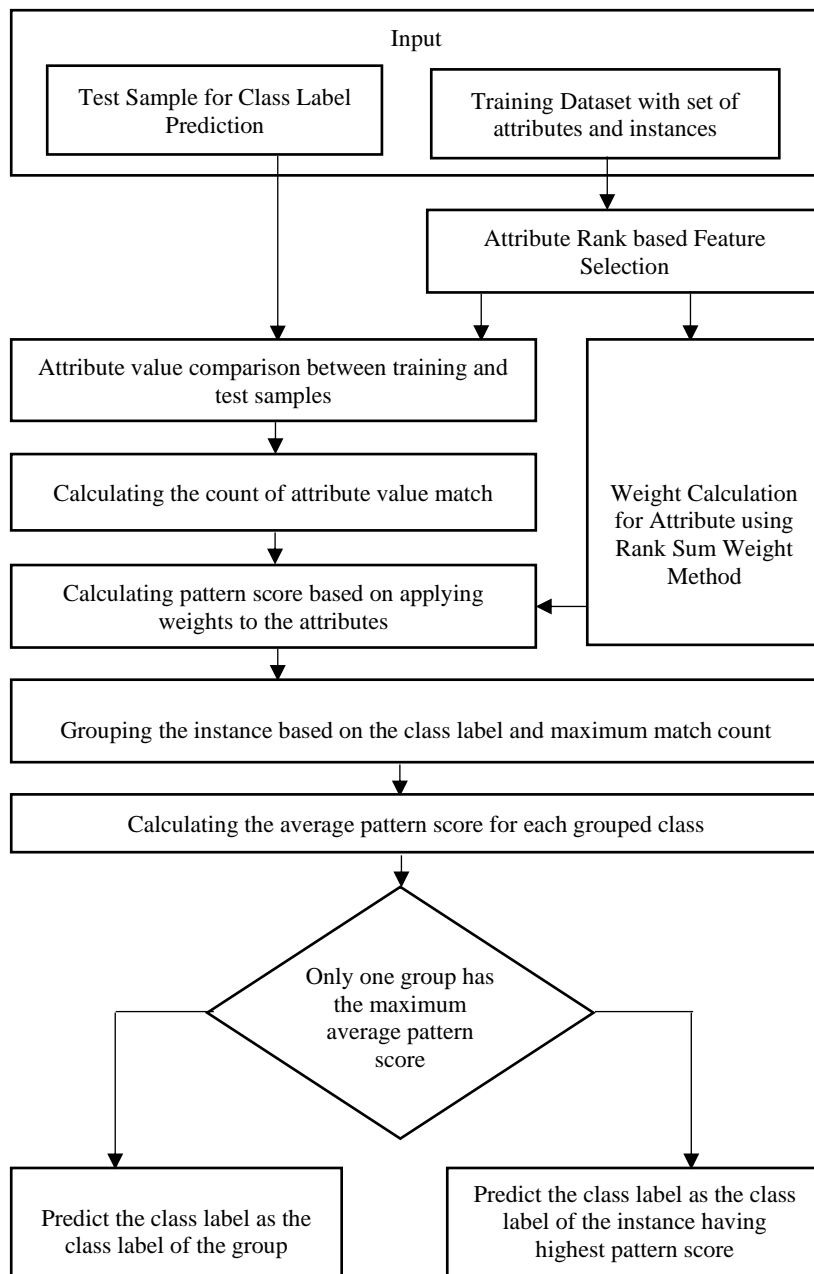 Input
Test Sample for Class Label
Prediction
Training Dataset with set of
attributes and instances
Attribute Rank based Feature
Selection
Attribute value comparison between training and
test samples
Calculating the count of attribute value match
Weight Calculation
for Attribute using
Rank Sum Weight
Method
Calculating pattern score based on applying
weights to the attributes
Grouping the instance based on the class label and maximum match count
Calculating the average pattern score for each grouped class
Only one group has
the maximum
average pattern
score
Predict the class label as the
class label of the group
Predict the class label as the class
label of the instance having
highest pattern score